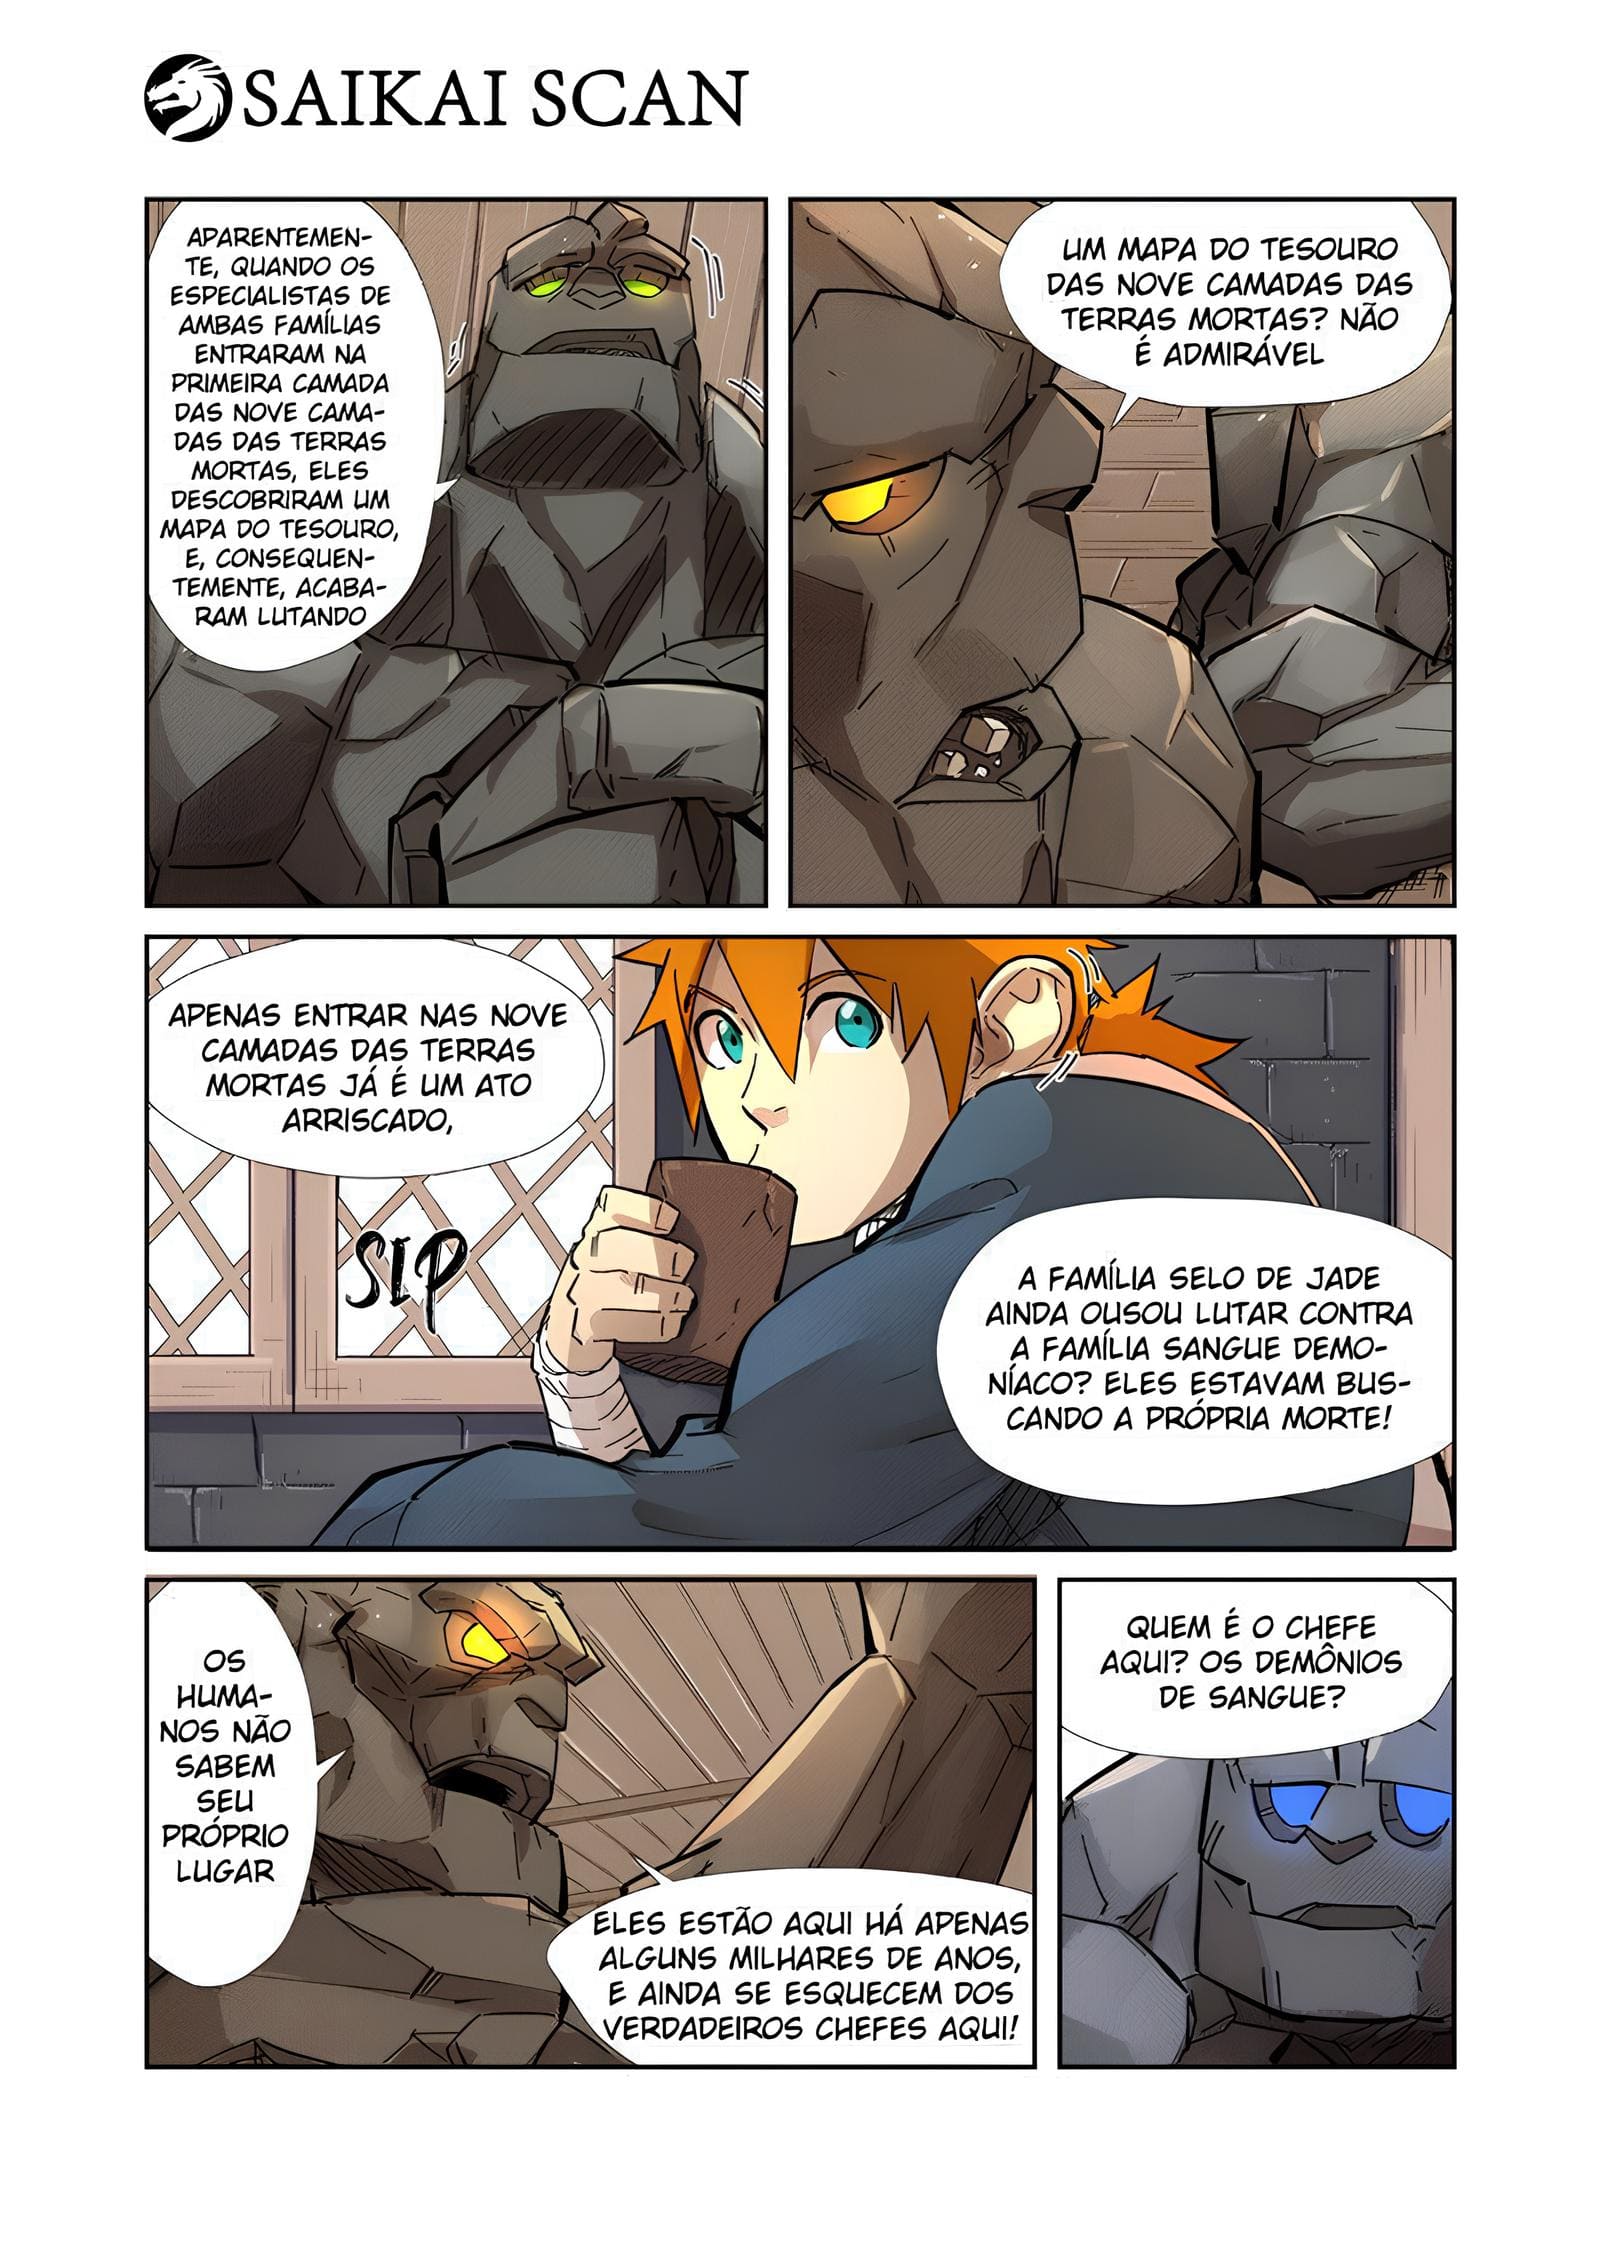 SAIKAI SCAN
APARENTEMEN-
TE, QUANDO OS
ESPECIALISTAS DE
AMBAS FAMÍLIAS
ENTRARAM NA
PRIMEIRA CAMADA
DAS NOVE CAMA-
DAS DAS TERRAS
MORTAS, ELES
DESCOBRIRAM UM
MAPA DO TESOURO,
E, CONSEQUEN-
TEMENTE, ACABA-
RAM LUTANDO
UM MAPA DO TESOURO
DAS NOVE CAMADAS DAS
TERRAS MORTAS? NÃO
É ADMIRÁVEL
APENAS ENTRAR NAS NOVE
CAMADAS DAS TERRAS
MORTAS JÁ É UM ATO
ARRISCADO,
SIP
A FAMÍLIA SELO DE JADE
AINDA OUSOU LUTAR CONTRA
A FAMÍLIA SANGUE DEMO-
NÍACO? ELES ESTAVAM BUS-
CANDO A PRÓPRIA MORTE!
OS
HUMA-
NOS NÃO
SABEM
SEU
PRÓPRIO
LUGAR
ELES ESTÃO AQUI HÁ APENAS
ALGUNS MILHARES DE ANOS,
E AINDA SE ESQUECEM DOS
VERDADEIROS CHEFES AQUI!
QUEM É O CHEFE
AQUI? OS DEMÔNIOS
DE SANGUE?